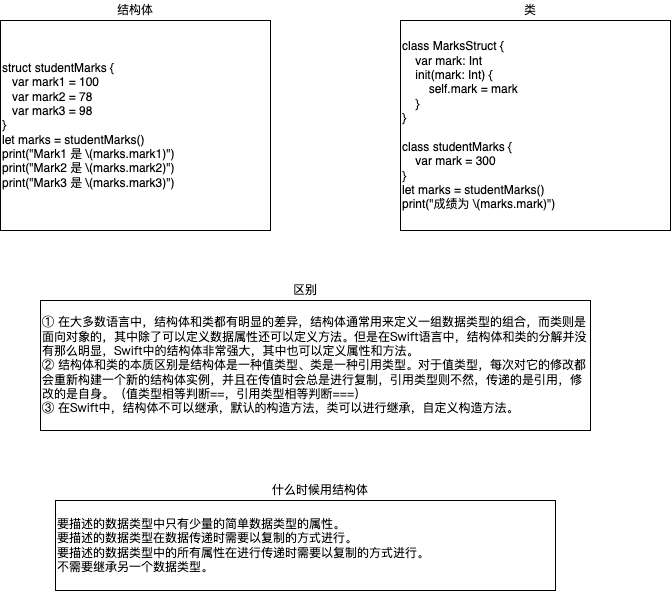 结构体
struct studentMarks {
var mark1 = 100
var mark2 = 78
var mark3 = 98
}
let marks = studentMarks()
print("Mark1 是 \(marks.mark1)")
print("Mark2 是 \(marks.mark2)")
print("Mark3 是 \(marks.mark3)")
类
class MarksStruct {
var mark: Int
init(mark: Int) {
self.mark = mark
}
}
class studentMarks {
var mark = 300
}
let marks = studentMarks()
print("成绩为 \(marks.mark)")
区别
① 在大多数语言中，结构体和类都有明显的差异，结构体通常用来定义一组数据类型的组合，而类则是
面向对象的，其中除了可以定义数据属性还可以定义方法。但是在Swift语言中，结构体和类的分解并没
有那么明显，Swift中的结构体非常强大，其中也可以定义属性和方法。
② 结构体和类的本质区别是结构体是一种值类型、类是一种引用类型。对于值类型，每次对它的修改都
会重新构建一个新的结构体实例，并且在传值时会总是进行复制，引用类型则不然，传递的是引用，修
改的是自身。（值类型相等判断==，引用类型相等判断===）
③ 在Swift中，结构体不可以继承，默认的构造方法，类可以进行继承，自定义构造方法。
什么时候用结构体
要描述的数据类型中只有少量的简单数据类型的属性。
要描述的数据类型在数据传递时需要以复制的方式进行。
要描述的数据类型中的所有属性在进行传递时需要以复制的方式进行。
不需要继承另一个数据类型。